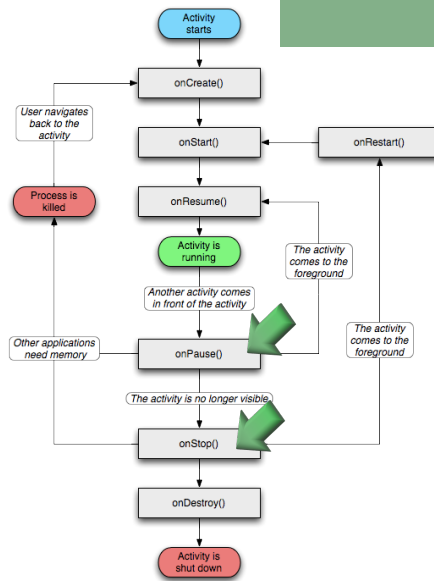 Activity
starts
onCreate()
User navigates
back to the
activity
onStart()
onRestart()
Process is
killed
onResume()
Activity is
running
The activity
comes to the
foreground
Another activity comes
in front of the activity
Other applications
need memory
onPause()
The activity
comes to the
foreground
The activity is no longer visible
onStop()
onDestroy()
Activity is
shut down